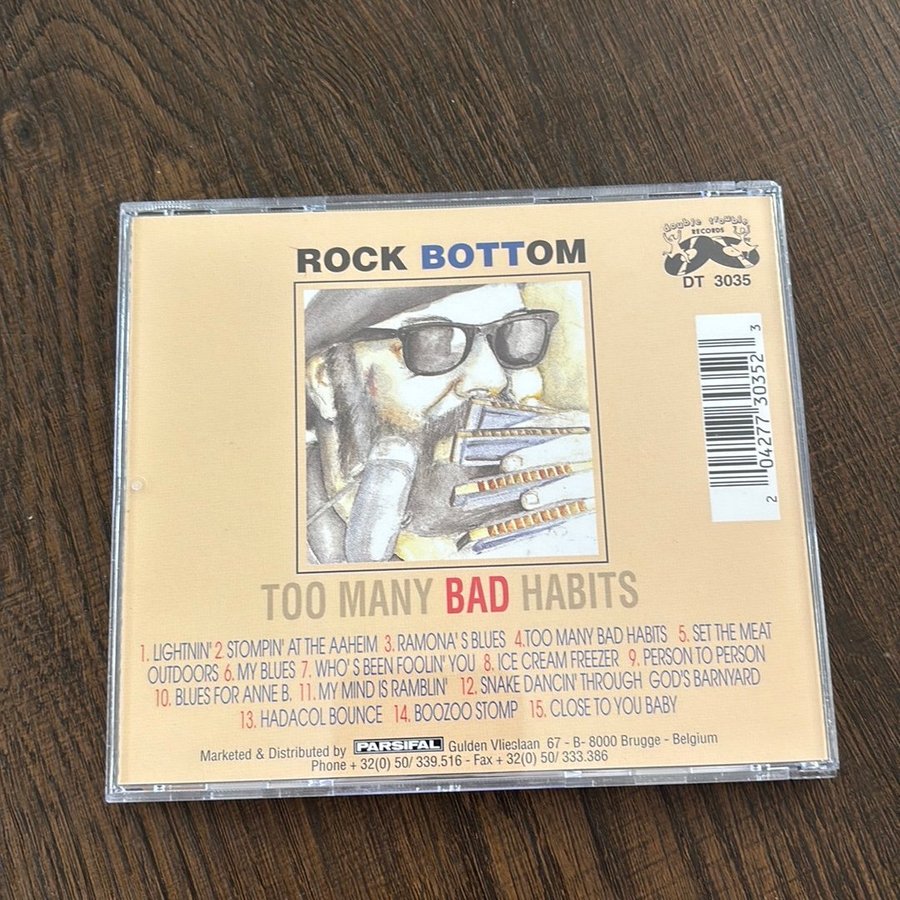 ROCK BOTTOM
double trouble
RECORDS
DT 3035
2 04277 30352 3
TOO MANY BAD HABITS
1. LIGHTNIN' 2 STOMPIN' AT THE AAHEIM 3. RAMONA'S BLUES 4.TOO MANY BAD HABITS 5. SET THE MEAT
OUTDOORS 6. MY BLUES 7. WHO'S BEEN FOOLIN' YOU 8. ICE CREAM FREEZER 9. PERSON TO PERSON
10. BLUES FOR ANNE B. 11. MY MIND IS RAMBLIN' 12. SNAKE DANCIN' THROUGH GOD'S BARNYARD
13. HADACOL BOUNCE 14. BOOZOO STOMP 15. CLOSE TO YOU BABY
Marketed & Distributed by PARSIFAL Gulden Vlieslaan 67 - B- 8000 Brugge - Belgium
Phone + 32(0) 50/ 339.516 - Fax + 32(0) 50/ 333.386